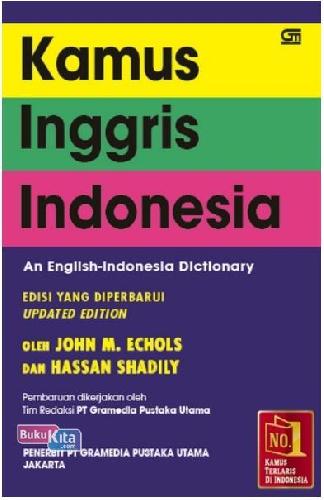 Kamus
Inggris
Indonesia
An English-Indonesia Dictionary
EDISI YANG DIPERBARUI
UPDATED EDITION
OLEH JOHN M. ECHOLS
DAN HASSAN SHADILY
Pembaruan dikerjakan oleh
Tim Redaksi PT Gramedia Pustaka Utama
BukuKita.com
PENERBIT PT GRAMEDIA PUSTAKA UTAMA
JAKARTA
NO. 1
KAMUS
TERLARIS
DI INDONESIA